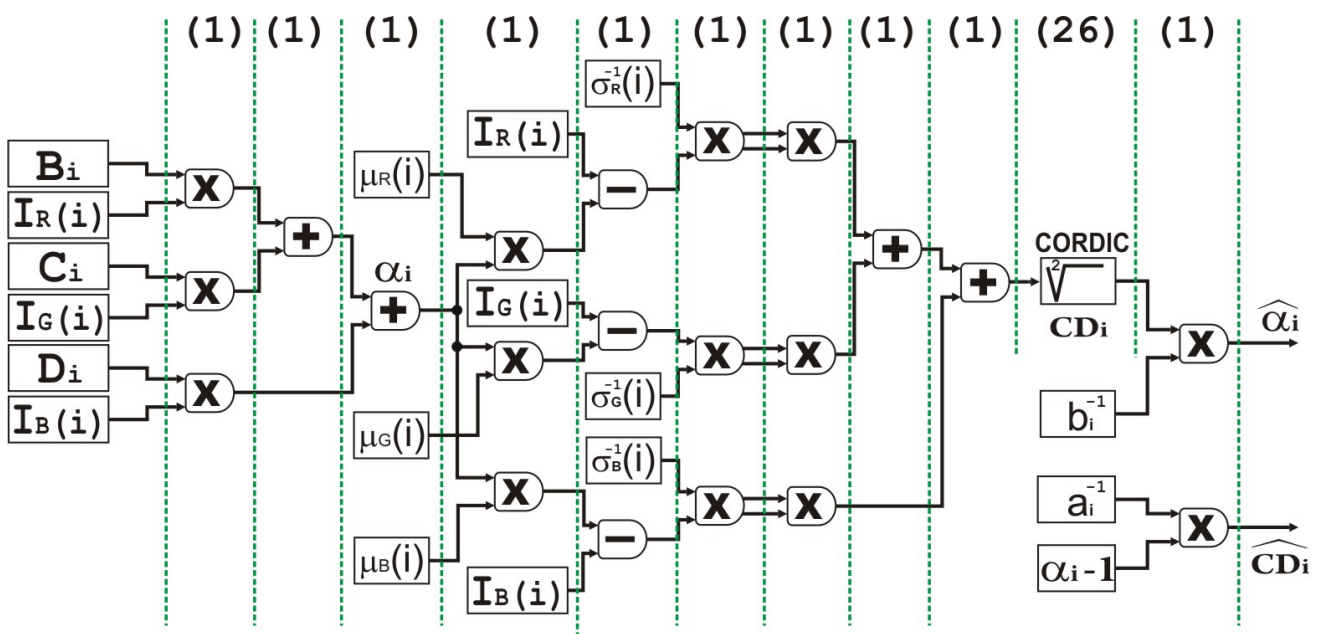 (1) (1) (1) (1) (1) (1) (1) (1) (1) (26) (1)
Bi
IR(i)
Ci
IG(i)
Di
IB(i)
X
X
X
+
αi
+
μR(i)
μG(i)
μB(i)
X
X
X
IR(i)
IG(i)
IB(i)
−
−
−
σR-1(i)
σG-1(i)
σB-1(i)
X X
X X
X X
+
+
CORDIC
2√
CDi
bi-1
ai-1
αi-1
X
X
α̂i
ĈDi